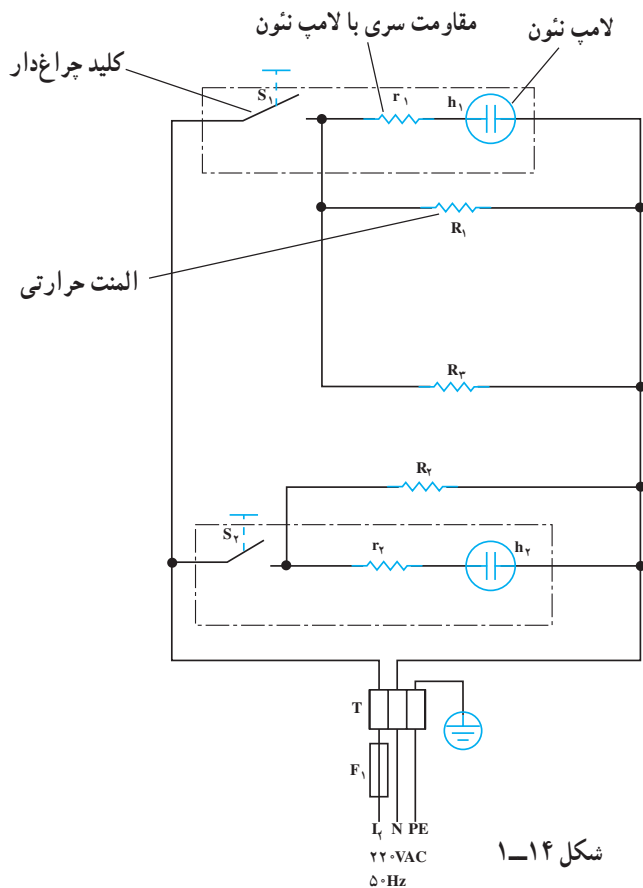 لامپ نئون
مقاومت سری با لامپ نئون
کلید چراغ‌دار
S۱
r۱
h۱
R۱
المنت حرارتی
R۳
R۲
S۲
r۲
h۲
T
F۱
L۲ N PE
۲۲۰VAC
۵۰Hz
شکل ۱۴ــ۱